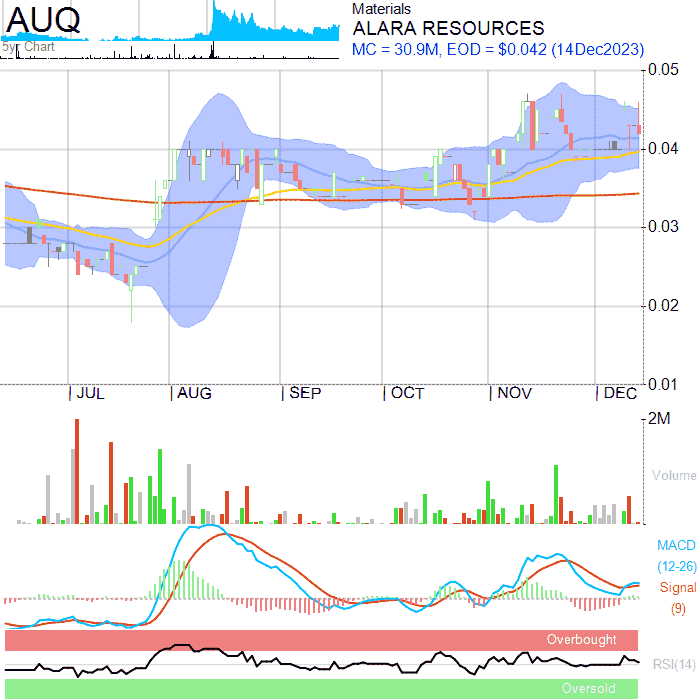 AUQ
5yr Chart
Materials
ALARA RESOURCES
MC = 30.9M, EOD = $0.042 (14Dec2023)
0.05
0.04
0.03
0.02
0.01
JUL AUG SEP OCT NOV DEC
2M
Volume
MACD
(12-26)
Signal
(9)
Overbought
RSI(14)
Oversold